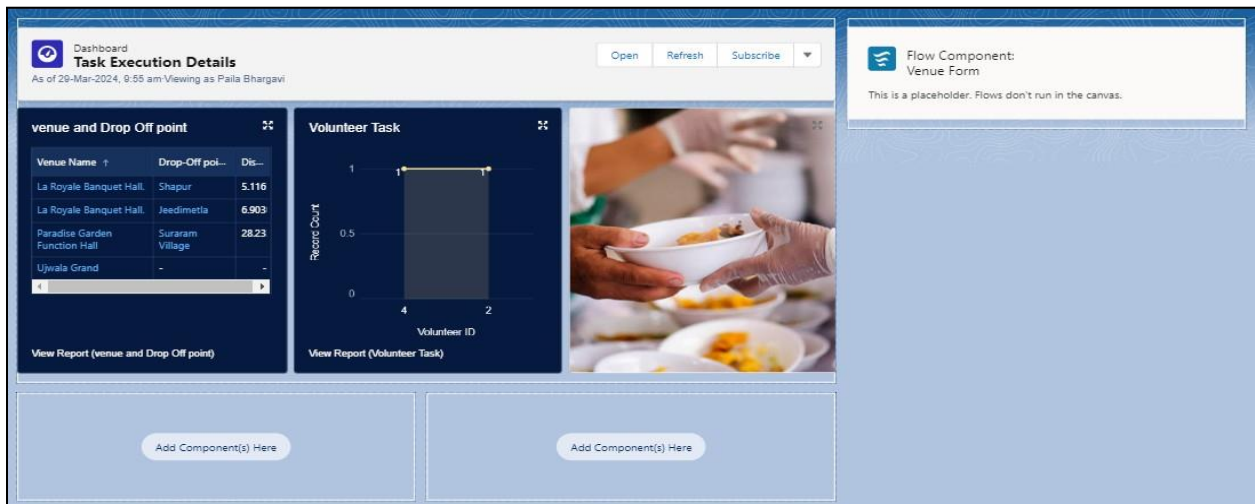 Dashboard
Task Execution Details
As of 29-Mar-2024, 9:55 am·Viewing as Paila Bhargavi
Open Refresh Subscribe
Flow Component:
Venue Form
This is a placeholder. Flows don't run in the canvas.
venue and Drop Off point
Venue Name ↑ Drop-Off poi... Dis...
La Royale Banquet Hall. Shapur 5.116
La Royale Banquet Hall. Jeedimetla 6.903
Paradise Garden Suraram 28.23
Function Hall Village
Ujwala Grand - -
View Report (venue and Drop Off point)
Volunteer Task
Record Count
1
0.5
0
1 1
4 2
Volunteer ID
View Report (Volunteer Task)
Add Component(s) Here
Add Component(s) Here